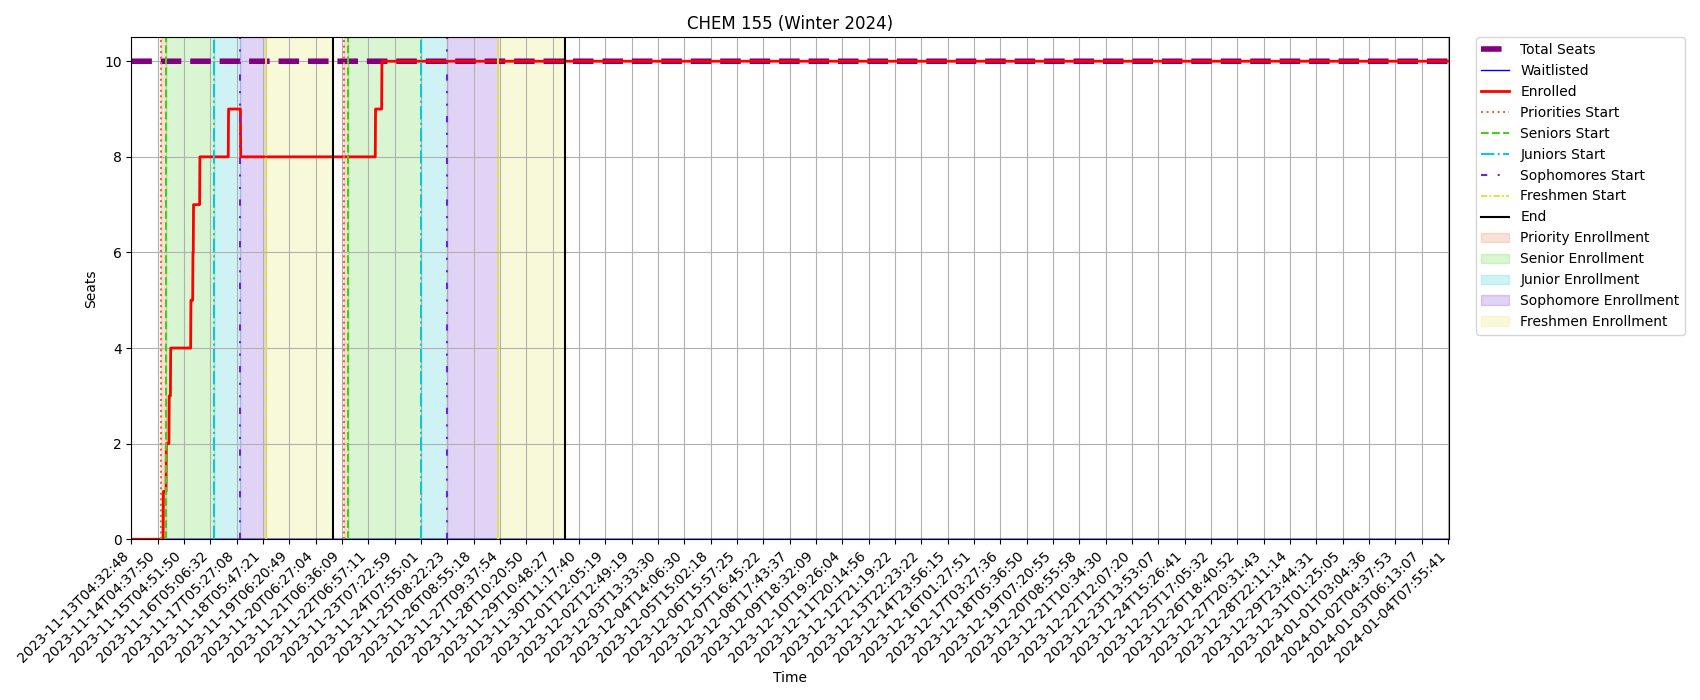 CHEM 155 (Winter 2024)
Seats
10
8
6
4
2
0
2023-11-13T04:32:48
2023-11-14T04:37:50
2023-11-15T04:51:50
2023-11-16T05:06:32
2023-11-17T05:27:08
2023-11-18T05:47:21
2023-11-19T06:20:49
2023-11-20T06:27:04
2023-11-21T06:36:09
2023-11-22T06:57:11
2023-11-23T07:22:59
2023-11-24T07:55:01
2023-11-25T08:22:23
2023-11-26T08:55:18
2023-11-27T09:37:54
2023-11-28T10:20:50
2023-11-29T10:48:27
2023-11-30T11:17:40
2023-12-01T12:05:19
2023-12-02T12:49:19
2023-12-03T13:33:30
2023-12-04T14:06:30
2023-12-05T15:02:18
2023-12-06T15:57:25
2023-12-07T16:45:22
2023-12-08T17:43:37
2023-12-09T18:32:09
2023-12-10T19:26:04
2023-12-11T20:14:56
2023-12-12T21:19:22
2023-12-13T22:23:22
2023-12-14T23:56:15
2023-12-16T01:27:51
2023-12-17T03:27:36
2023-12-18T05:36:50
2023-12-19T07:20:55
2023-12-20T08:55:58
2023-12-21T10:34:30
2023-12-22T12:07:20
2023-12-23T13:53:07
2023-12-24T15:26:41
2023-12-25T17:05:32
2023-12-26T18:40:52
2023-12-27T20:31:43
2023-12-28T22:11:14
2023-12-29T23:44:31
2023-12-31T01:25:05
2024-01-01T03:04:36
2024-01-02T04:37:53
2024-01-03T06:13:07
2024-01-04T07:55:41
Time
Total Seats
Waitlisted
Enrolled
Priorities Start
Seniors Start
Juniors Start
Sophomores Start
Freshmen Start
End
Priority Enrollment
Senior Enrollment
Junior Enrollment
Sophomore Enrollment
Freshmen Enrollment